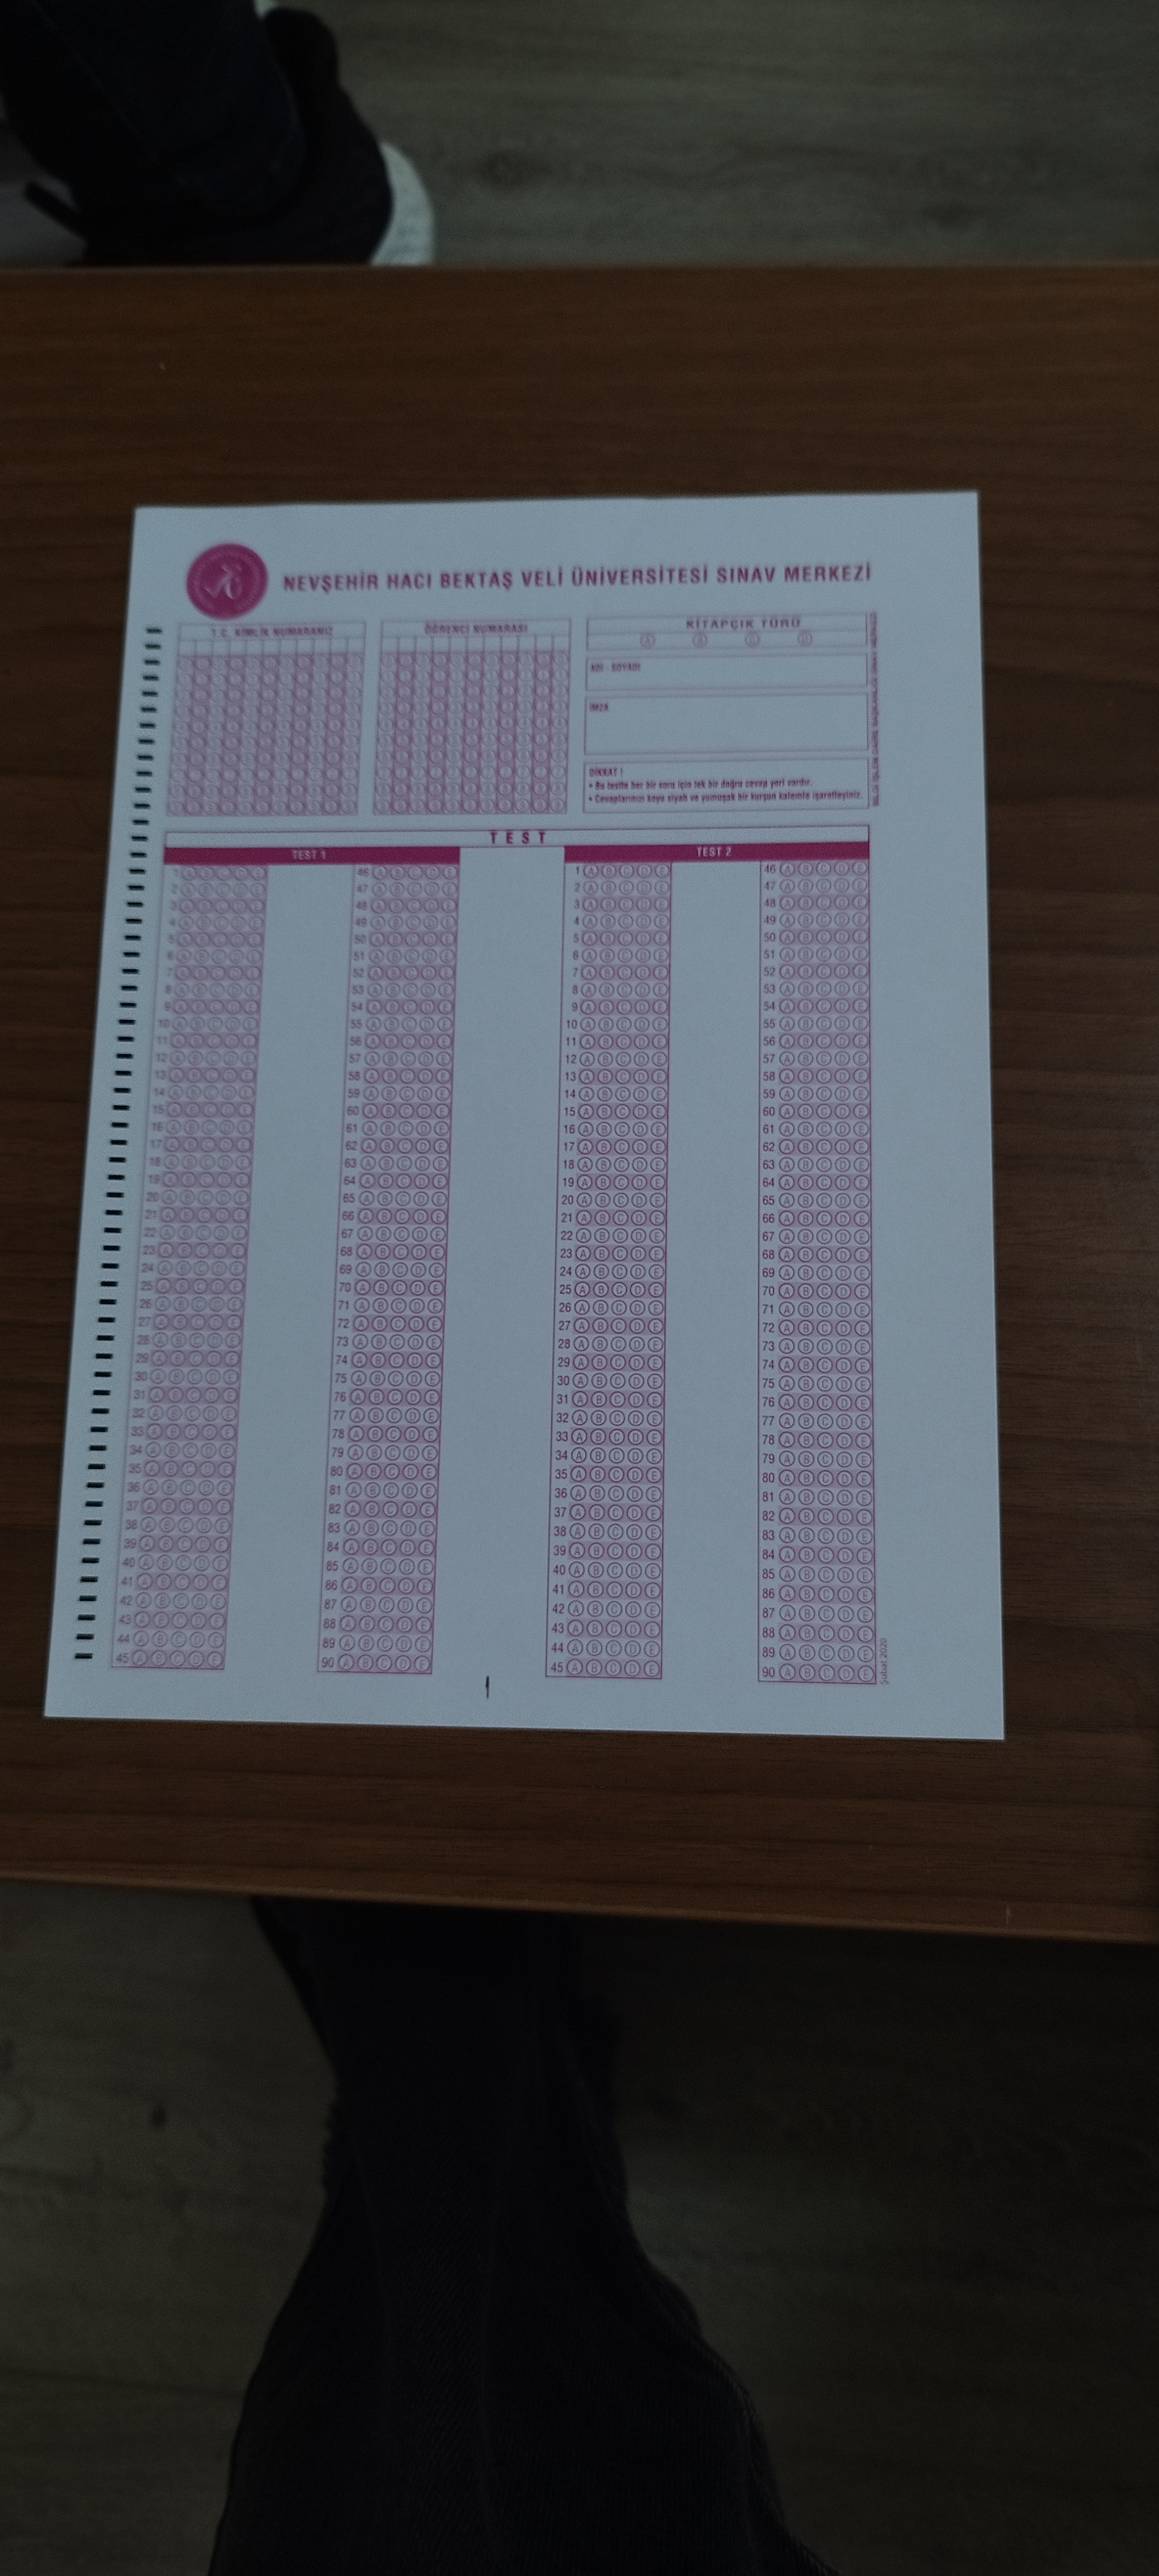 NEVŞEHİR HACI BEKTAŞ VELİ ÜNİVERSİTESİ SINAV MERKEZİ
T.C. KİMLİK NUMARANIZ
ÖĞRENCİ NUMARASI
KİTAPÇIK TÜRÜ
A B C D
ADI - SOYADI
İMZA
DİKKAT !
• Bu testte her bir soru için tek bir doğru cevap yeri vardır.
• Cevaplarınızı koyu siyah ve yumuşak bir kurşun kalemle işaretleyiniz.
BİLGİ İŞLEM DAİRE BAŞKANLIĞI SINAV MERKEZİ
TEST
TEST 1
TEST 2
1 A B C D E 46 A B C D E 1 A B C D E 46 A B C D E
2 A B C D E 47 A B C D E 2 A B C D E 47 A B C D E
3 A B C D E 48 A B C D E 3 A B C D E 48 A B C D E
4 A B C D E 49 A B C D E 4 A B C D E 49 A B C D E
5 A B C D E 50 A B C D E 5 A B C D E 50 A B C D E
6 A B C D E 51 A B C D E 6 A B C D E 51 A B C D E
7 A B C D E 52 A B C D E 7 A B C D E 52 A B C D E
8 A B C D E 53 A B C D E 8 A B C D E 53 A B C D E
9 A B C D E 54 A B C D E 9 A B C D E 54 A B C D E
10 A B C D E 55 A B C D E 10 A B C D E 55 A B C D E
11 A B C D E 56 A B C D E 11 A B C D E 56 A B C D E
12 A B C D E 57 A B C D E 12 A B C D E 57 A B C D E
13 A B C D E 58 A B C D E 13 A B C D E 58 A B C D E
14 A B C D E 59 A B C D E 14 A B C D E 59 A B C D E
15 A B C D E 60 A B C D E 15 A B C D E 60 A B C D E
16 A B C D E 61 A B C D E 16 A B C D E 61 A B C D E
17 A B C D E 62 A B C D E 17 A B C D E 62 A B C D E
18 A B C D E 63 A B C D E 18 A B C D E 63 A B C D E
19 A B C D E 64 A B C D E 19 A B C D E 64 A B C D E
20 A B C D E 65 A B C D E 20 A B C D E 65 A B C D E
21 A B C D E 66 A B C D E 21 A B C D E 66 A B C D E
22 A B C D E 67 A B C D E 22 A B C D E 67 A B C D E
23 A B C D E 68 A B C D E 23 A B C D E 68 A B C D E
24 A B C D E 69 A B C D E 24 A B C D E 69 A B C D E
25 A B C D E 70 A B C D E 25 A B C D E 70 A B C D E
26 A B C D E 71 A B C D E 26 A B C D E 71 A B C D E
27 A B C D E 72 A B C D E 27 A B C D E 72 A B C D E
28 A B C D E 73 A B C D E 28 A B C D E 73 A B C D E
29 A B C D E 74 A B C D E 29 A B C D E 74 A B C D E
30 A B C D E 75 A B C D E 30 A B C D E 75 A B C D E
31 A B C D E 76 A B C D E 31 A B C D E 76 A B C D E
32 A B C D E 77 A B C D E 32 A B C D E 77 A B C D E
33 A B C D E 78 A B C D E 33 A B C D E 78 A B C D E
34 A B C D E 79 A B C D E 34 A B C D E 79 A B C D E
35 A B C D E 80 A B C D E 35 A B C D E 80 A B C D E
36 A B C D E 81 A B C D E 36 A B C D E 81 A B C D E
37 A B C D E 82 A B C D E 37 A B C D E 82 A B C D E
38 A B C D E 83 A B C D E 38 A B C D E 83 A B C D E
39 A B C D E 84 A B C D E 39 A B C D E 84 A B C D E
40 A B C D E 85 A B C D E 40 A B C D E 85 A B C D E
41 A B C D E 86 A B C D E 41 A B C D E 86 A B C D E
42 A B C D E 87 A B C D E 42 A B C D E 87 A B C D E
43 A B C D E 88 A B C D E 43 A B C D E 88 A B C D E
44 A B C D E 89 A B C D E 44 A B C D E 89 A B C D E
45 A B C D E 90 A B C D E 45 A B C D E 90 A B C D E
Şubat 2020